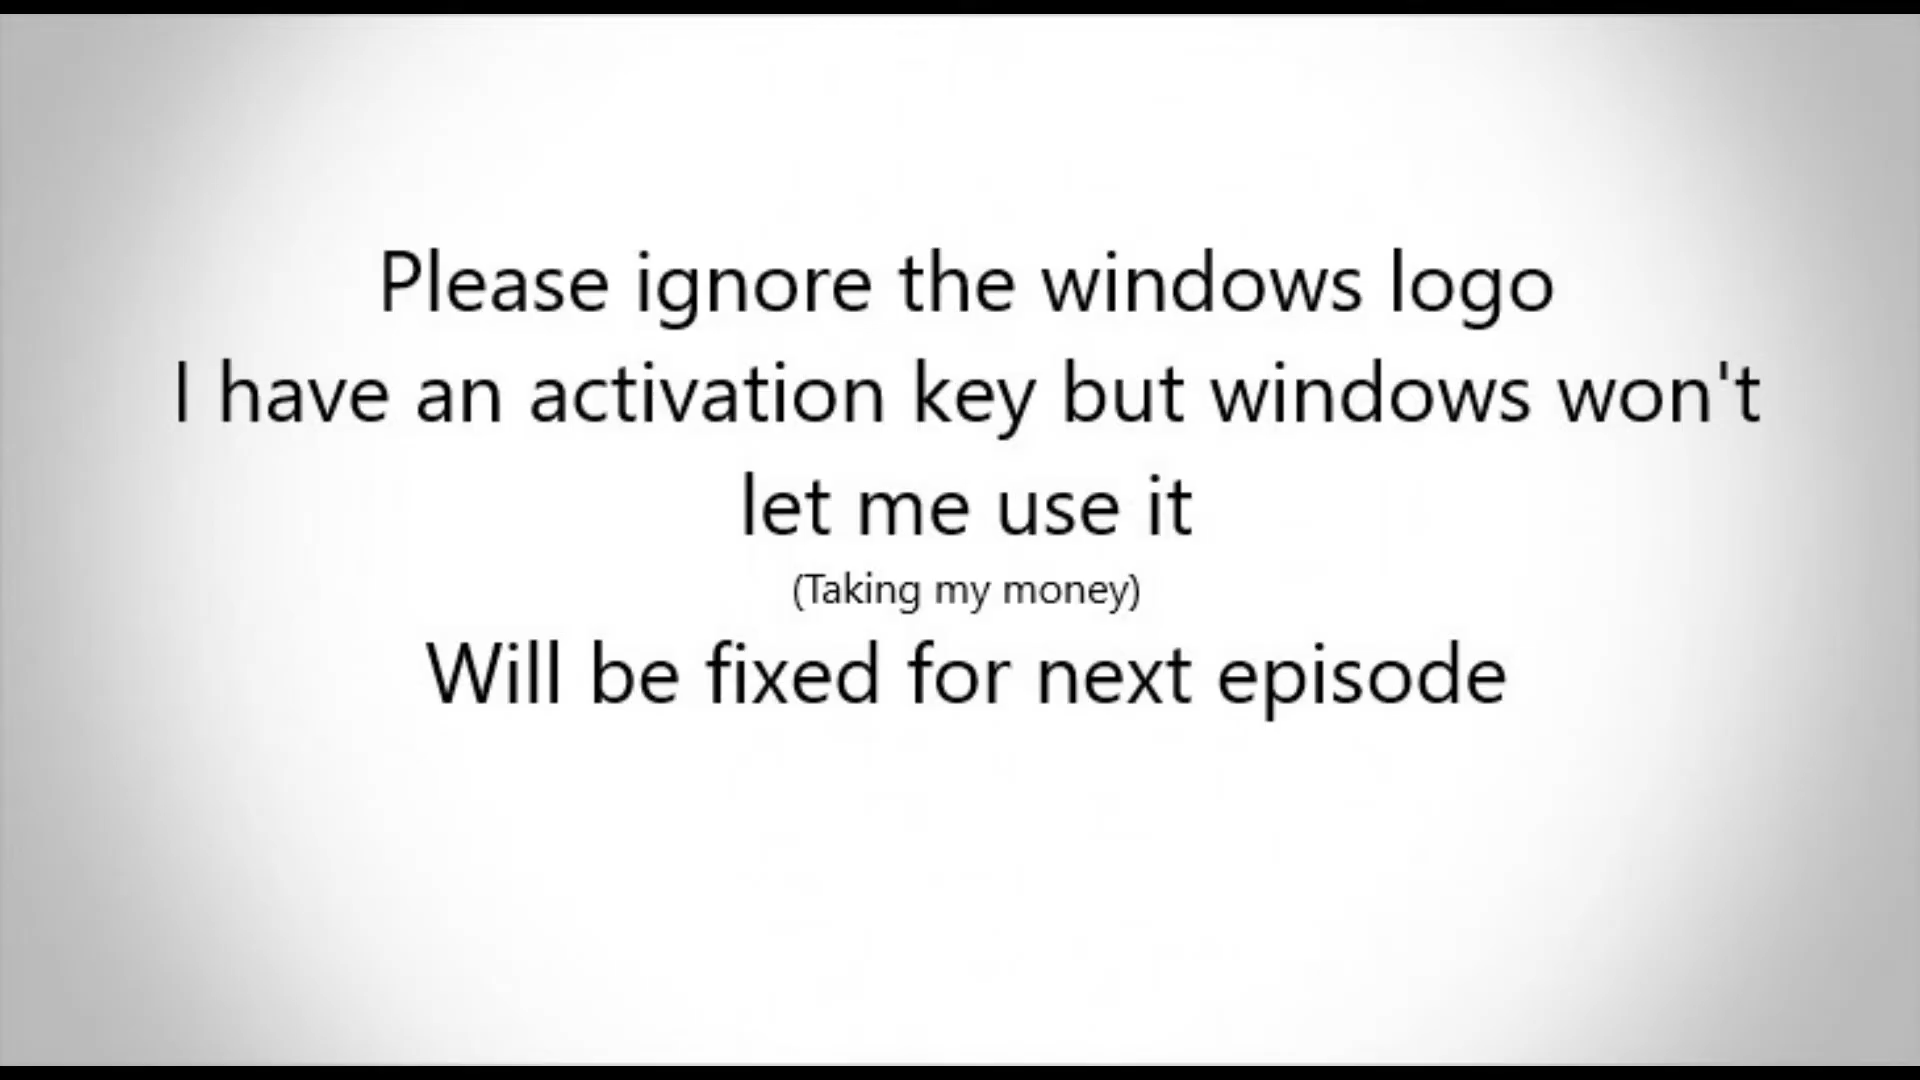 Please ignore the windows logo
I have an activation key but windows won't
let me use it
(Taking my money)
Will be fixed for next episode